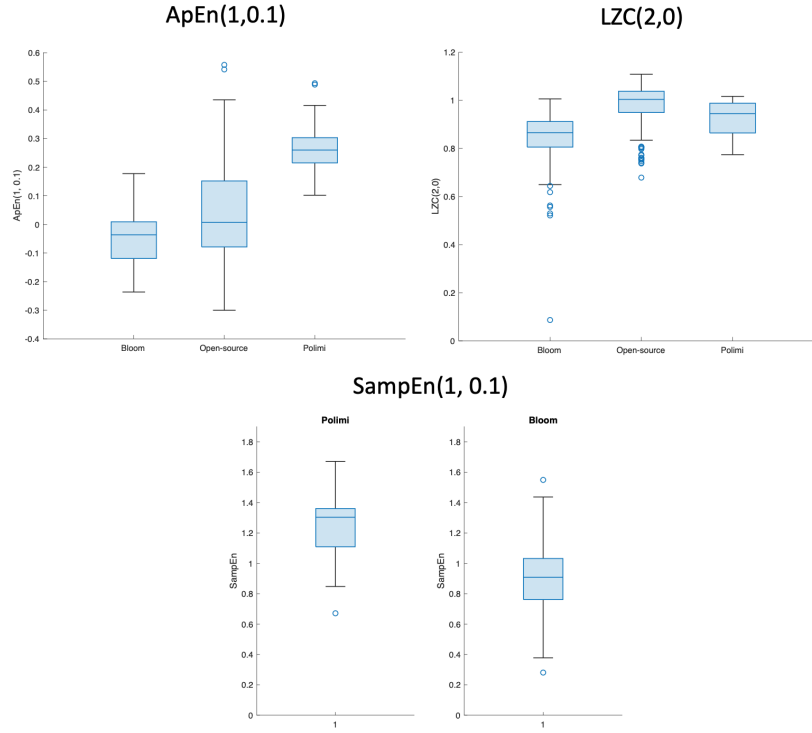 ApEn(1,0.1)
LZC(2,0)
0.6
0.5
0.4
0.3
0.2
0.1
0
-0.1
-0.2
-0.3
-0.4
ApEn(1, 0.1)
Bloom
Open-source
Polimi
1.2
1
0.8
0.6
0.4
0.2
0
LZC(2,0)
Bloom
Open-source
Polimi
SampEn(1, 0.1)
Polimi
1.8
1.6
1.4
1.2
1
0.8
0.6
0.4
0.2
0
SampEn
1
Bloom
1.8
1.6
1.4
1.2
1
0.8
0.6
0.4
0.2
0
SampEn
1